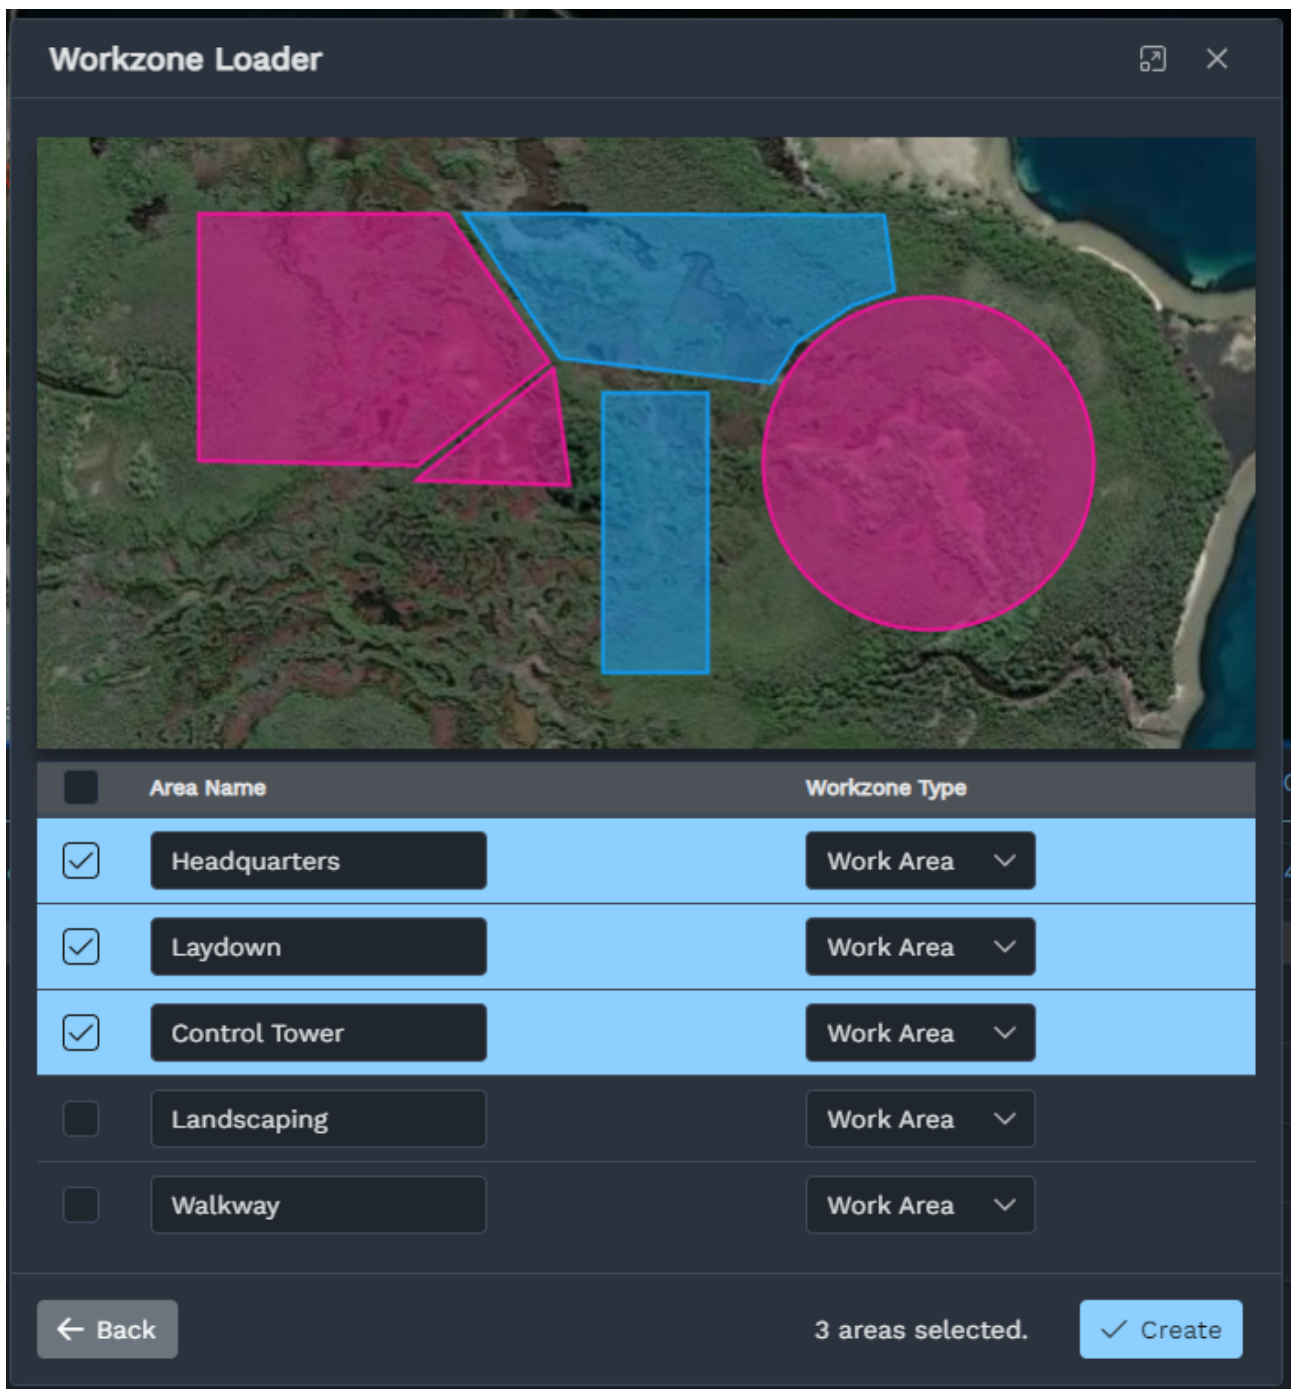 Workzone Loader
Area Name Workzone Type
Headquarters Work Area
Laydown Work Area
Control Tower Work Area
Landscaping Work Area
Walkway Work Area
Back 3 areas selected. Create